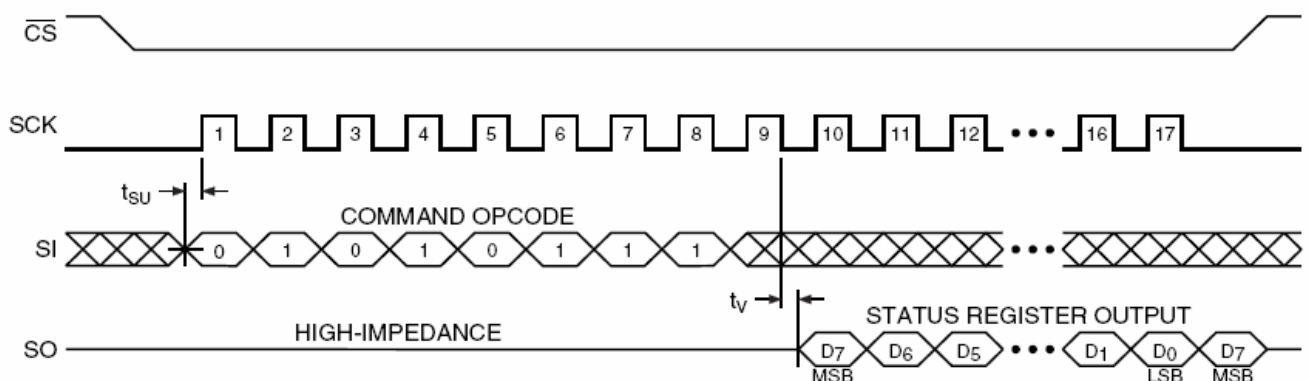 CS
SCK 1 2 3 4 5 6 7 8 9 10 11 12 16 17
tSU
COMMAND OPCODE
SI 0 1 0 1 0 1 1 1
tV
HIGH-IMPEDANCE STATUS REGISTER OUTPUT
SO D7 D6 D5 D1 D0 D7
MSB LSB MSB